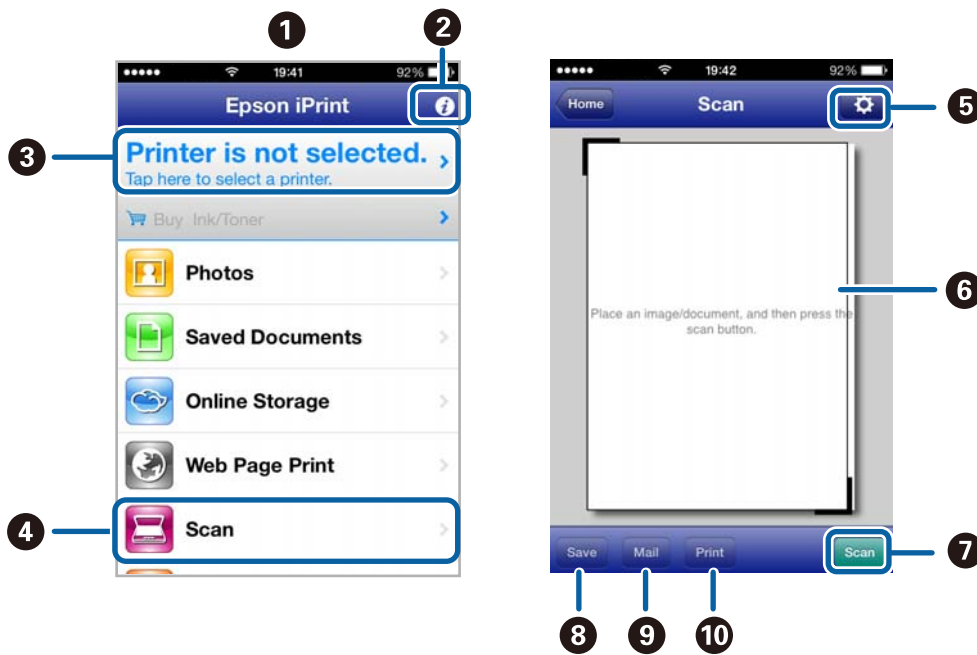 1
2
19:41
92%
Epson iPrint
i
3
Printer is not selected.
Tap here to select a printer.
Buy Ink/Toner
Photos
Saved Documents
Online Storage
Web Page Print
4
Scan
19:42
92%
Home
Scan
5
6
Place an image/document, and then press the
scan button.
Save
Mail
Print
Scan
7
8
9
10